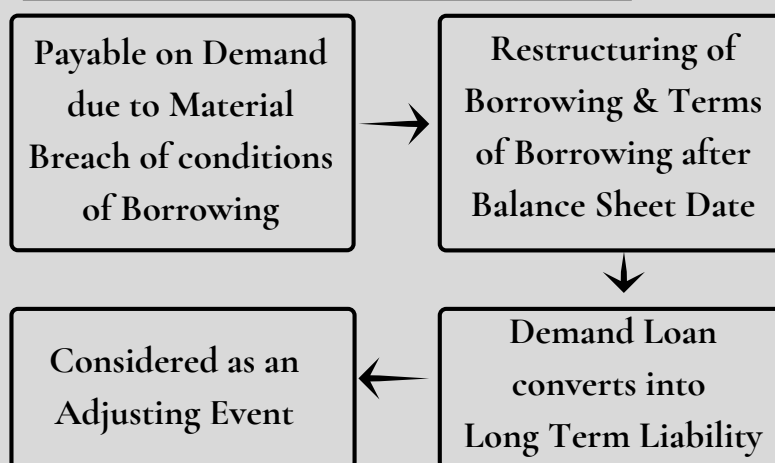 Payable on Demand
due to Material
Breach of conditions
of Borrowing
Restructuring of
Borrowing & Terms
of Borrowing after
Balance Sheet Date
Demand Loan
converts into
Long Term Liability
Considered as an
Adjusting Event